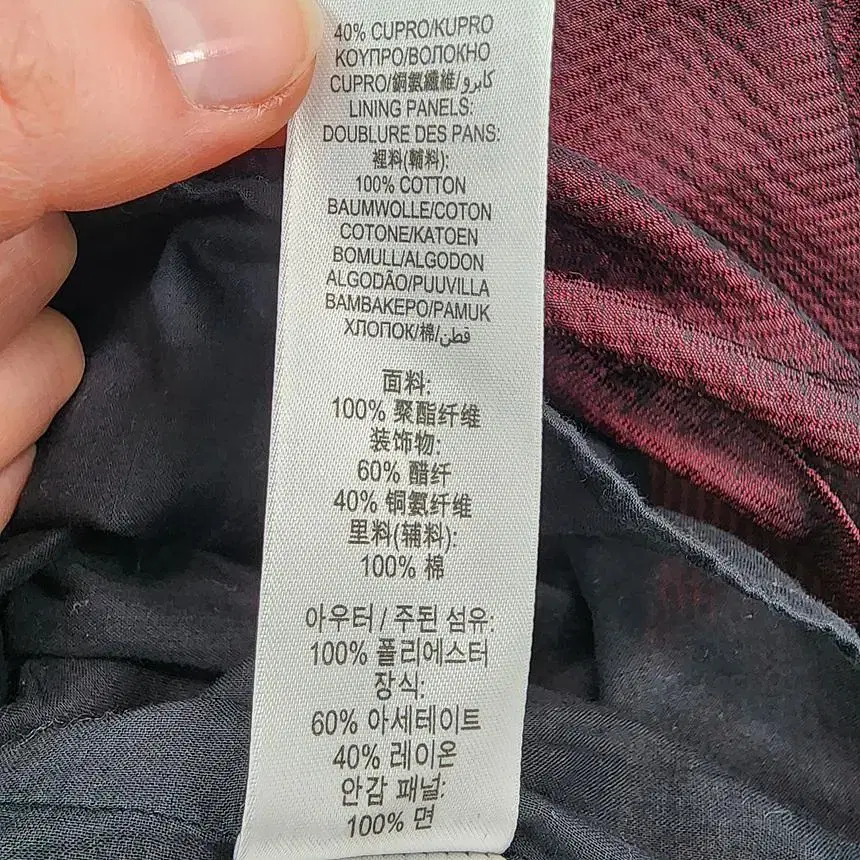 40% CUPRO/KUPRO
ΚΟΥΠΡΟ/ВОЛОКНО
CUPRO/銅氨纖維/كابرو
LINING PANELS:
DOUBLURE DES PANS:
裡料(輔料):
100% COTTON
BAUMWOLLE/COTON
COTONE/KATOEN
BOMULL/ALGODON
ALGODÃO/PUUVILLA
ΒΑΜΒΑΚΕΡΟ/PAMUK
ХЛОПОК/棉/قطن
面料:
100% 聚酯纤维
装饰物:
60% 醋纤
40% 铜氨纤维
里料(辅料):
100% 棉
아우터 / 주된 섬유:
100% 폴리에스터
장식:
60% 아세테이트
40% 레이온
안감 패널:
100% 면